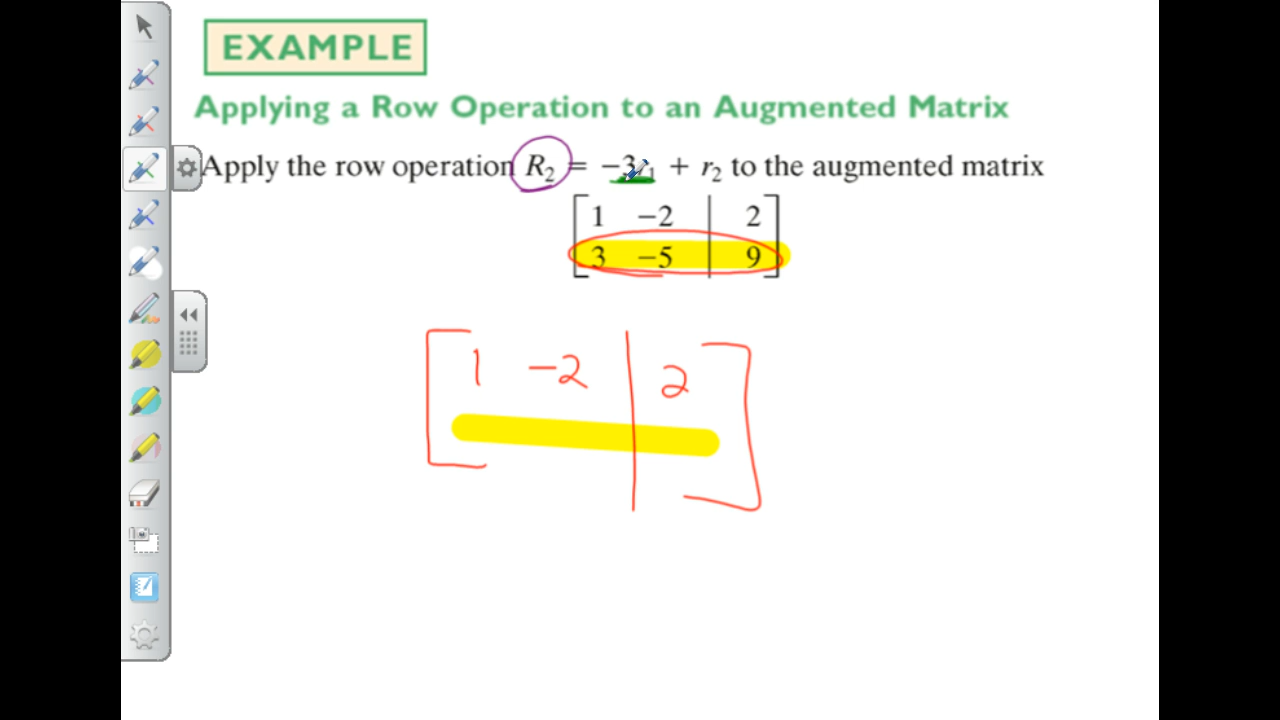 EXAMPLE
Applying a Row Operation to an Augmented Matrix
Apply the row operation R₂ = −3r₁ + r₂ to the augmented matrix
1 −2 | 2
3 −5 | 9
1 −2 | 2